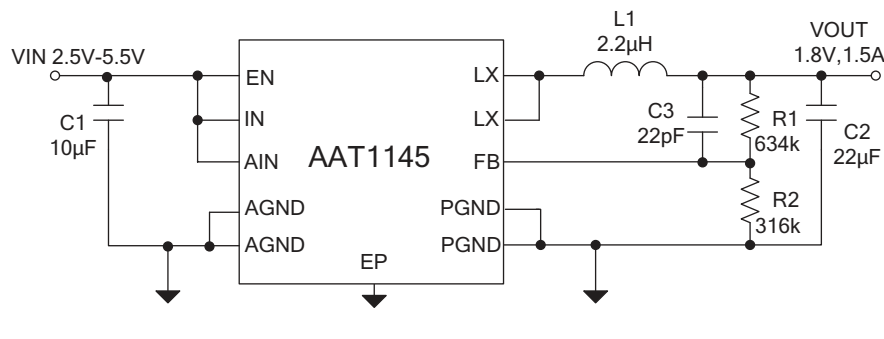 L1
2.2µH
VOUT
1.8V,1.5A
VIN 2.5V-5.5V
EN
LX
C1
10µF
IN
LX
C3
22pF
R1
634k
C2
22µF
AIN
AAT1145
FB
AGND
PGND
R2
316k
AGND
PGND
EP